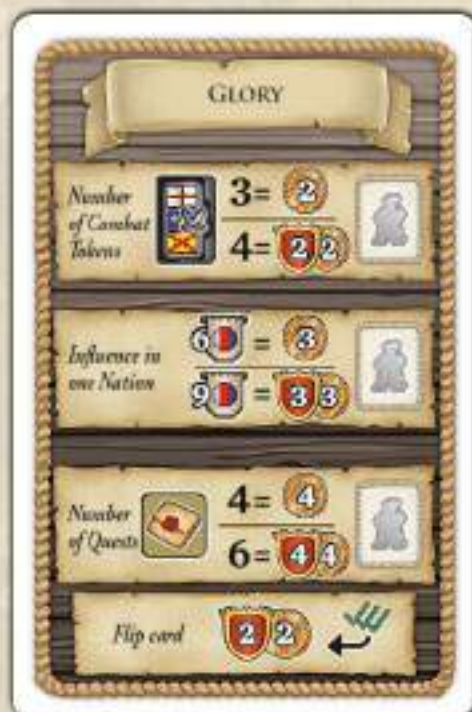 GLORY
Number
of Combat
Tokens
3= 2
4= 2 2
Influence in
one Nation
6 = 3
9 = 3 3
Number
of Quests
4= 4
6= 4 4
Flip card 2 2